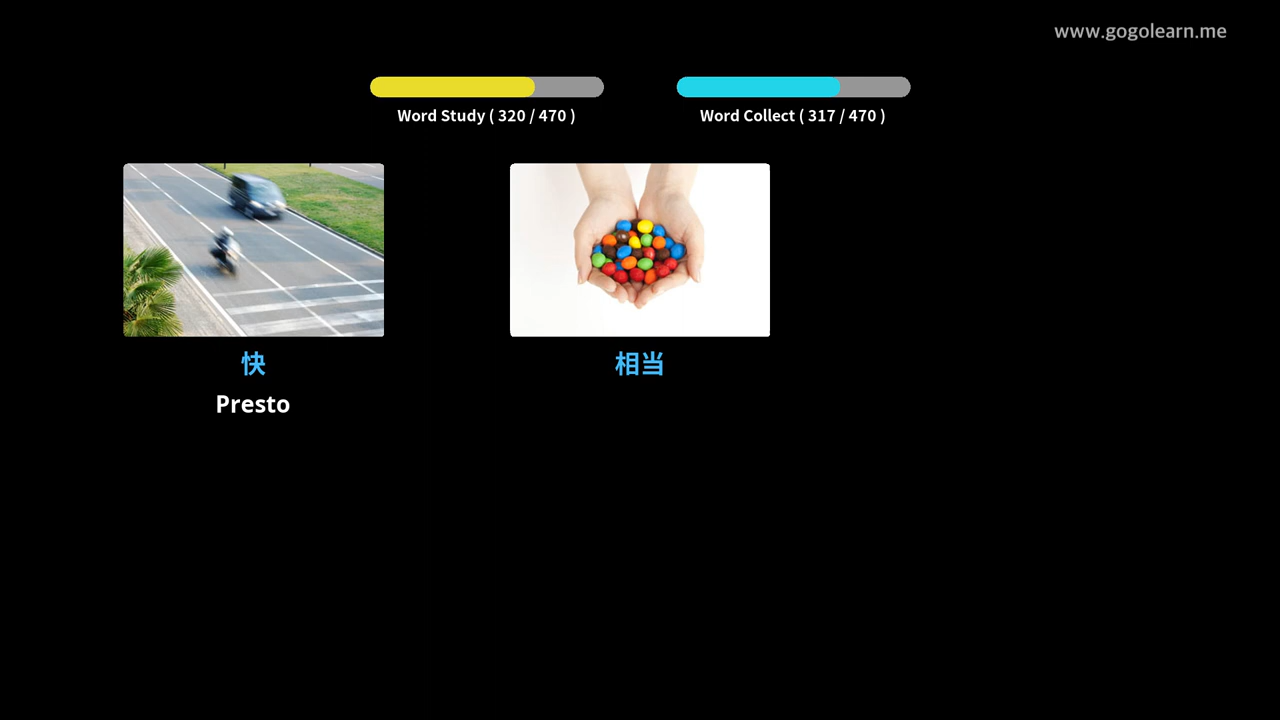 www.gogolearn.me
Word Study ( 320 / 470 )
Word Collect ( 317 / 470 )
快
相当
Presto